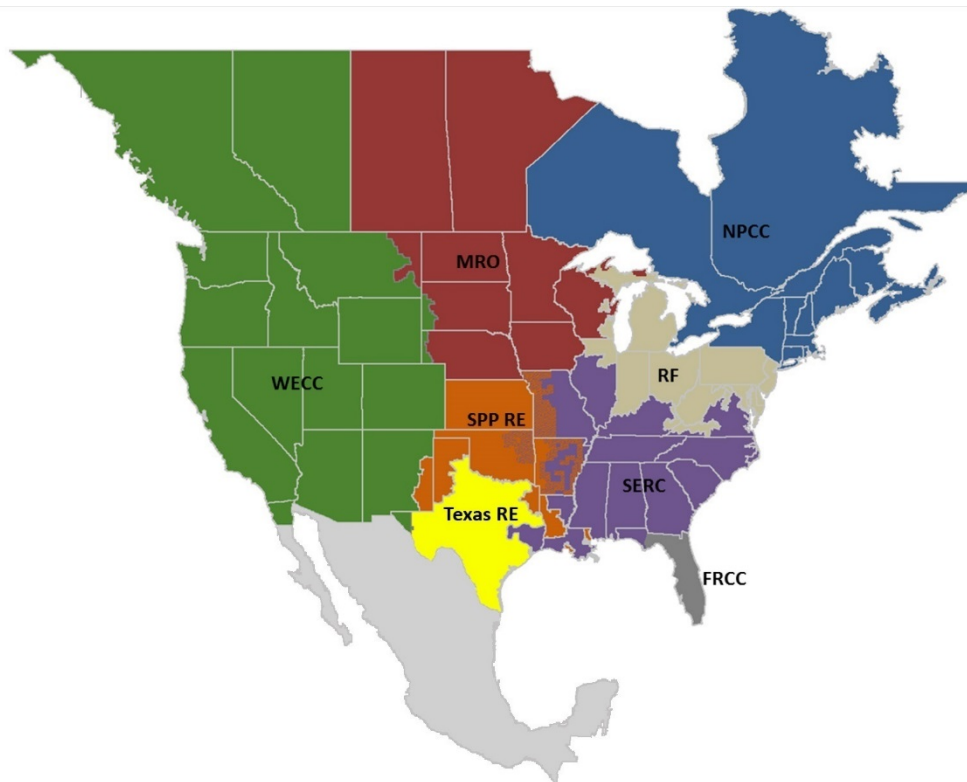 NPCC
MRO
RF
WECC
SPP RE
SERC
Texas RE
FRCC